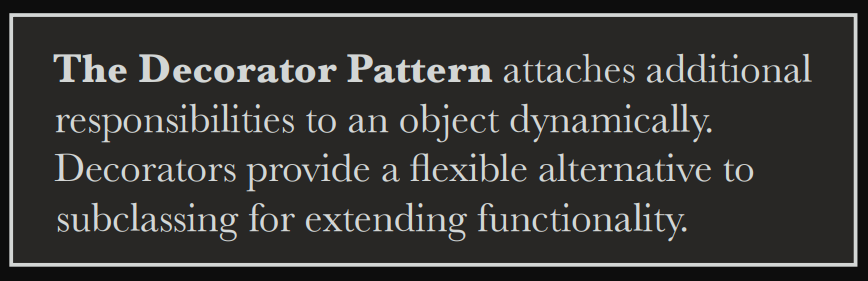 The Decorator Pattern attaches additional
responsibilities to an object dynamically.
Decorators provide a flexible alternative to
subclassing for extending functionality.